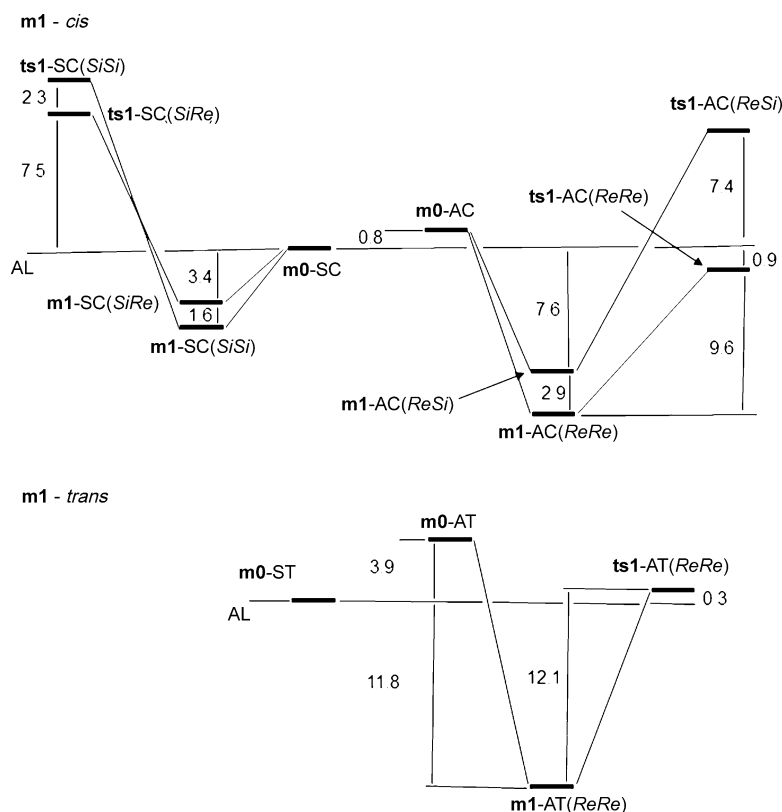 m1 - cis
ts1-SC(SiSi)
2 3
ts1-SC(SiRe)
7 5
ts1-AC(ReSi)
7 4
ts1-AC(ReRe)
m0-AC
0 8
0 9
AL
m0-SC
3 4
m1-SC(SiRe)
1 6
7 6
m1-SC(SiSi)
9 6
2 9
m1-AC(ReSi)
m1-AC(ReRe)
m1 - trans
m0-AT
3 9
m0-ST
ts1-AT(ReRe)
0 3
AL
11.8
12.1
m1-AT(ReRe)